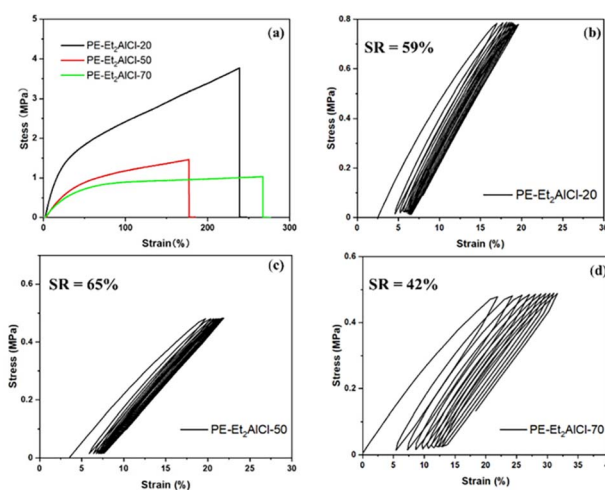 (a)
PE-Et₂AlCl-20
PE-Et₂AlCl-50
PE-Et₂AlCl-70
Stess (MPa)
5
4
3
2
1
0
0 100 200 300
Strain(%)
(b)
SR = 59%
PE-Et₂AlCl-20
Stress (MPa)
0.8
0.6
0.4
0.2
0
0 5 10 15 20 25 30
Strain (%)
(c)
SR = 65%
PE-Et₂AlCl-50
Stress (MPa)
0.6
0.4
0.2
0
0 5 10 15 20 25 30
Strain (%)
(d)
SR = 42%
PE-Et₂AlCl-70
Stress (MPa)
0.6
0.4
0.2
0
0 5 10 15 20 25 30 35
Strain (%)